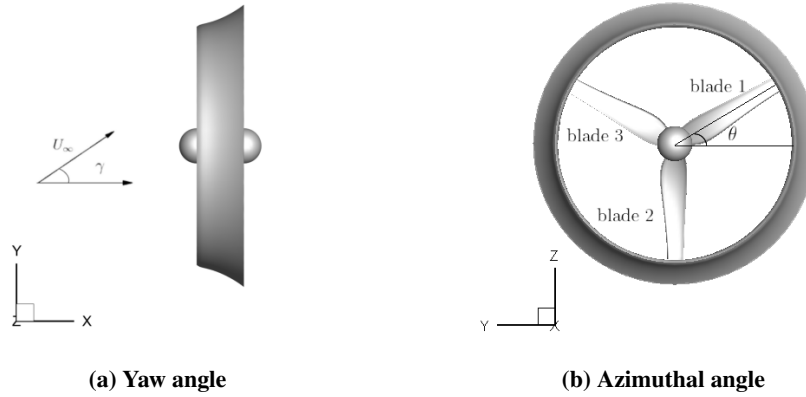 U∞
γ
Y
Z X
(a) Yaw angle
blade 1
θ
blade 3
blade 2
Z
Y X
(b) Azimuthal angle